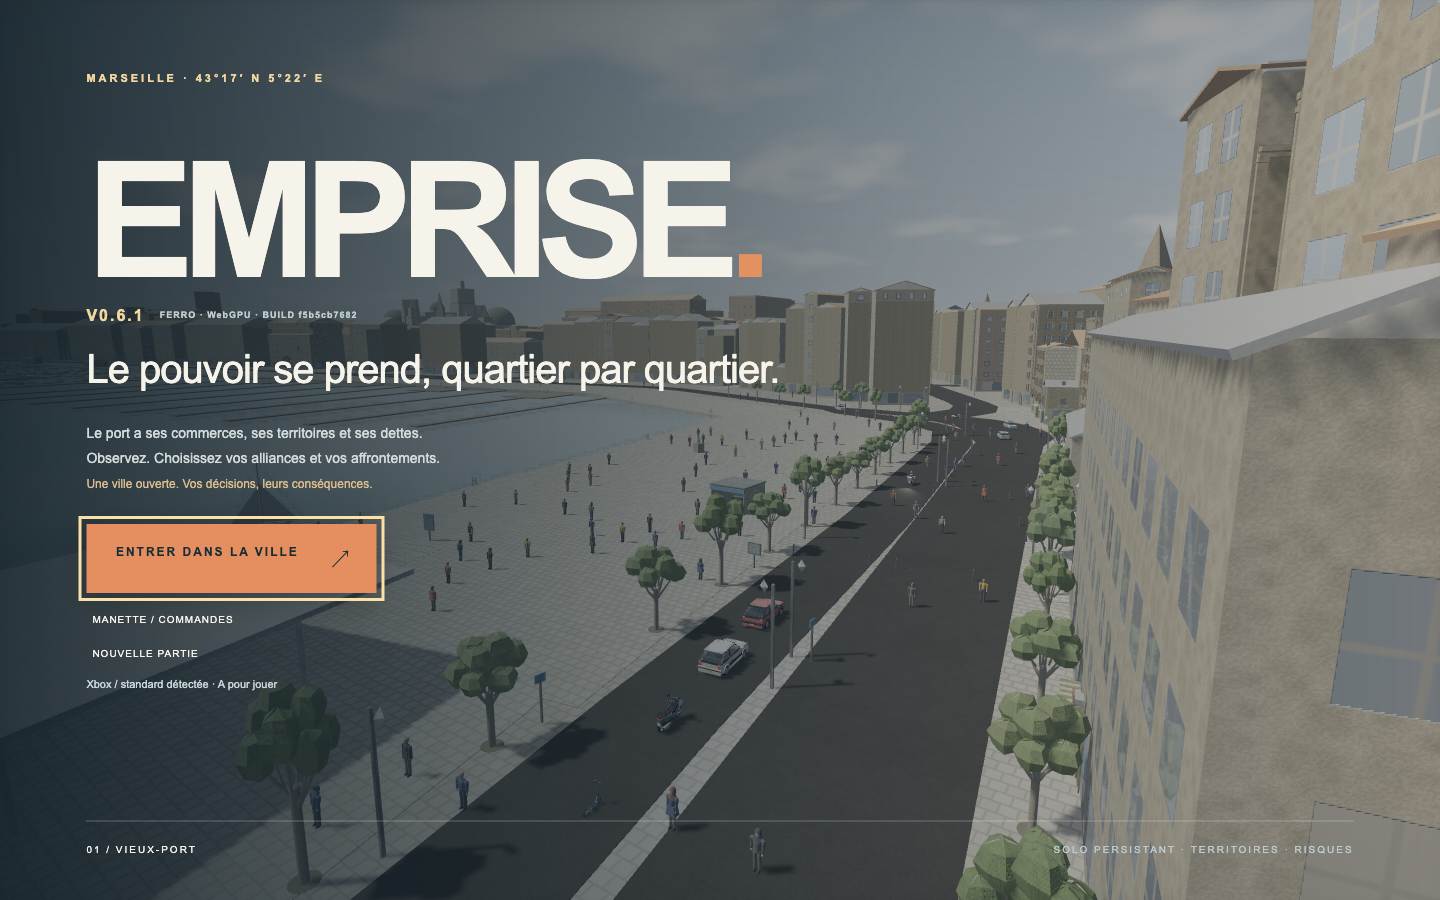 MARSEILLE · 43°17′ N 5°22′ E
EMPRISE.
V0.6.1 FERRO · WebGPU · BUILD f5b5cb7682
Le pouvoir se prend, quartier par quartier.
Le port a ses commerces, ses territoires et ses dettes.
Observez. Choisissez vos alliances et vos affrontements.
Une ville ouverte. Vos décisions, leurs conséquences.
ENTRER DANS LA VILLE ↗
MANETTE / COMMANDES
NOUVELLE PARTIE
Xbox / standard détectée · A pour jouer
01 / VIEUX-PORT
SOLO PERSISTANT · TERRITOIRES · RISQUES